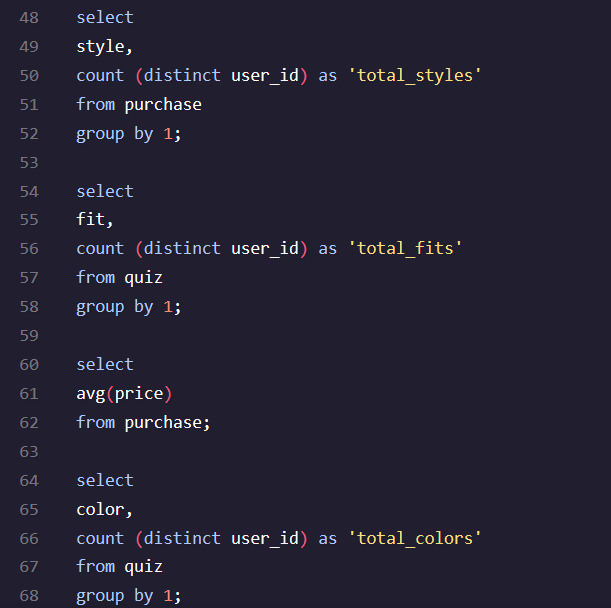 48 select
49 style,
50 count (distinct user_id) as 'total_styles'
51 from purchase
52 group by 1;
53
54 select
55 fit,
56 count (distinct user_id) as 'total_fits'
57 from quiz
58 group by 1;
59
60 select
61 avg(price)
62 from purchase;
63
64 select
65 color,
66 count (distinct user_id) as 'total_colors'
67 from quiz
68 group by 1;